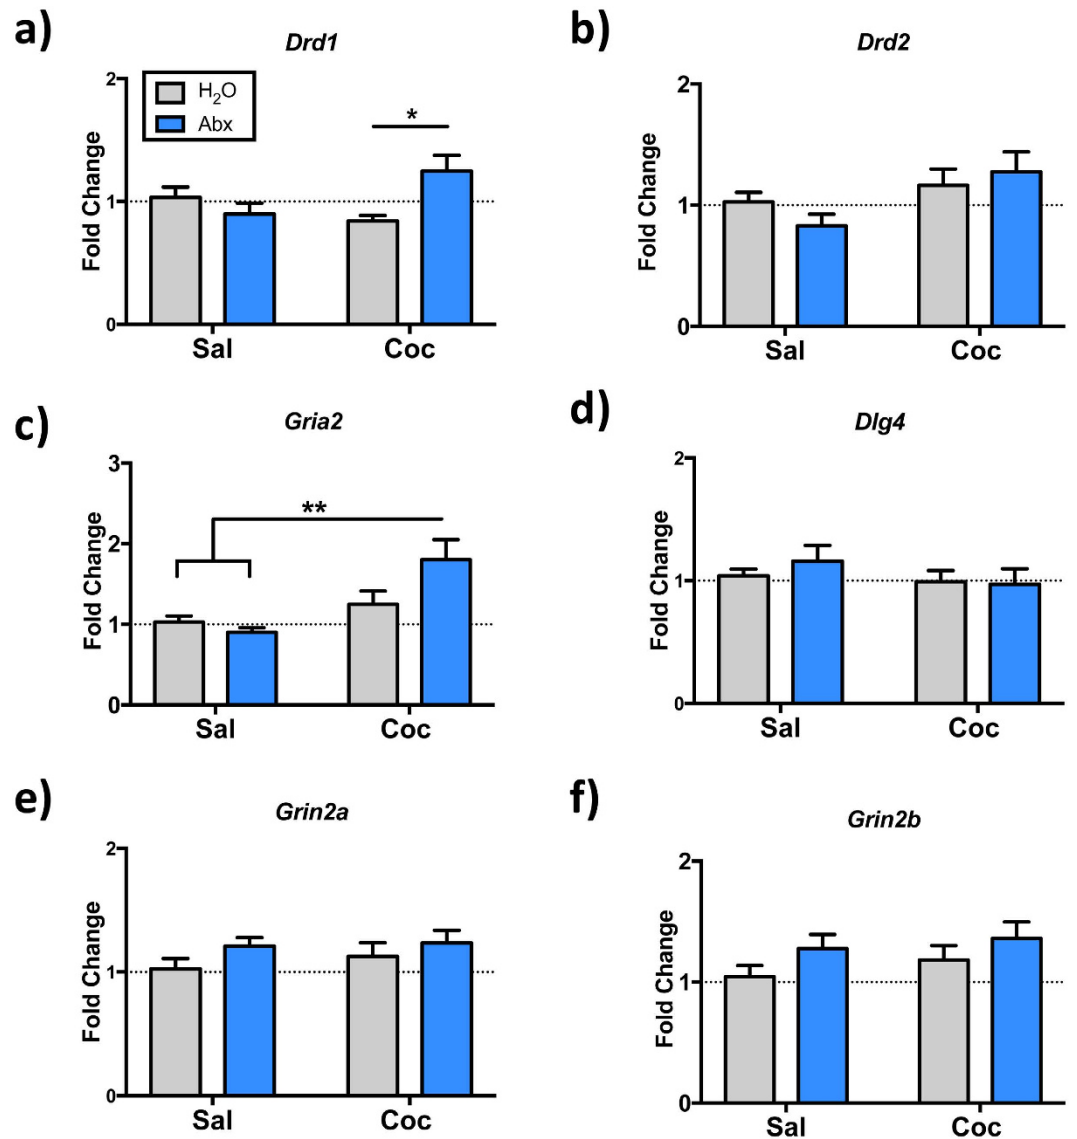 a)
Drd1
2
1
0
Fold Change
H₂O
Abx
*
Sal Coc
b)
Drd2
2
1
0
Fold Change
Sal Coc
c)
Gria2
3
2
1
0
Fold Change
**
Sal Coc
d)
Dlg4
2
1
0
Fold Change
Sal Coc
e)
Grin2a
2
1
0
Fold Change
Sal Coc
f)
Grin2b
2
1
0
Fold Change
Sal Coc